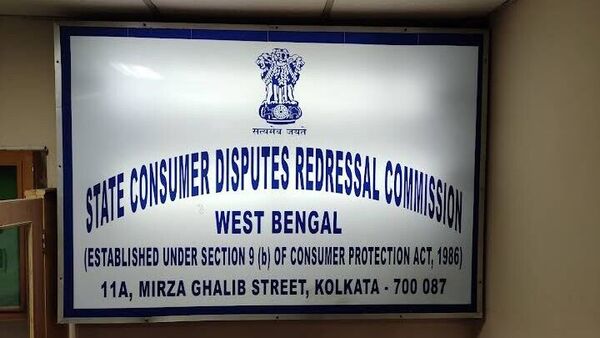 सत्यमेव जयते
STATE CONSUMER DISPUTES REDRESSAL COMMISSION
WEST BENGAL
(ESTABLISHED UNDER SECTION 9 (b) OF CONSUMER PROTECTION ACT, 1986)
11A, MIRZA GHALIB STREET, KOLKATA - 700 087